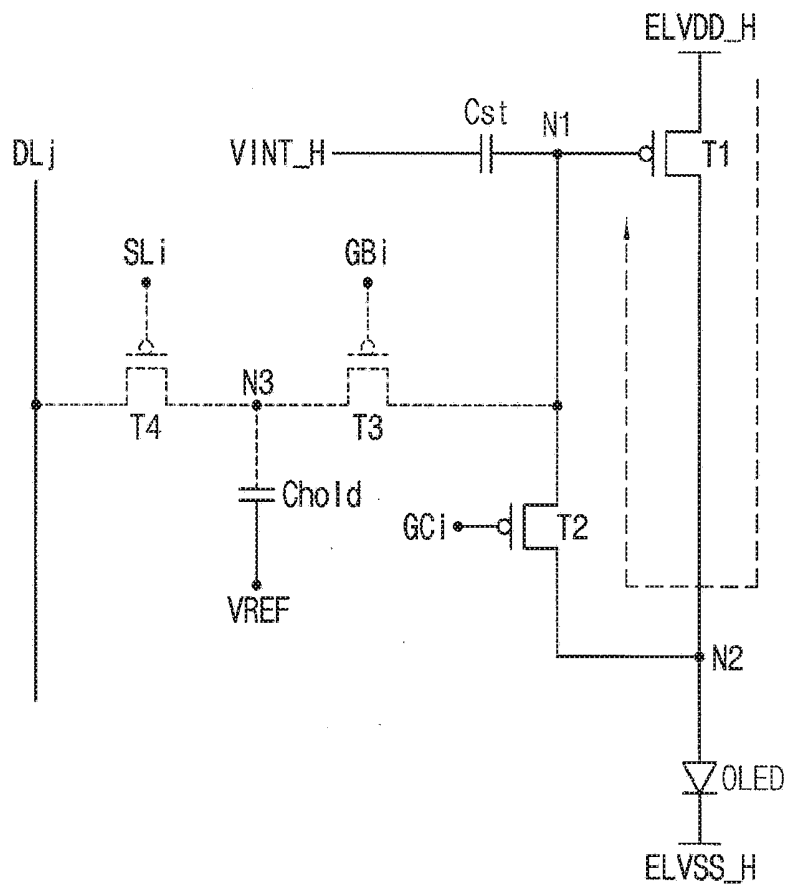 ELVDD_H
Cst
N1
DLj
VINT_H
T1
SLi
GBi
N3
T4
T3
Chold
GCi
T2
VREF
N2
OLED
ELVSS_H